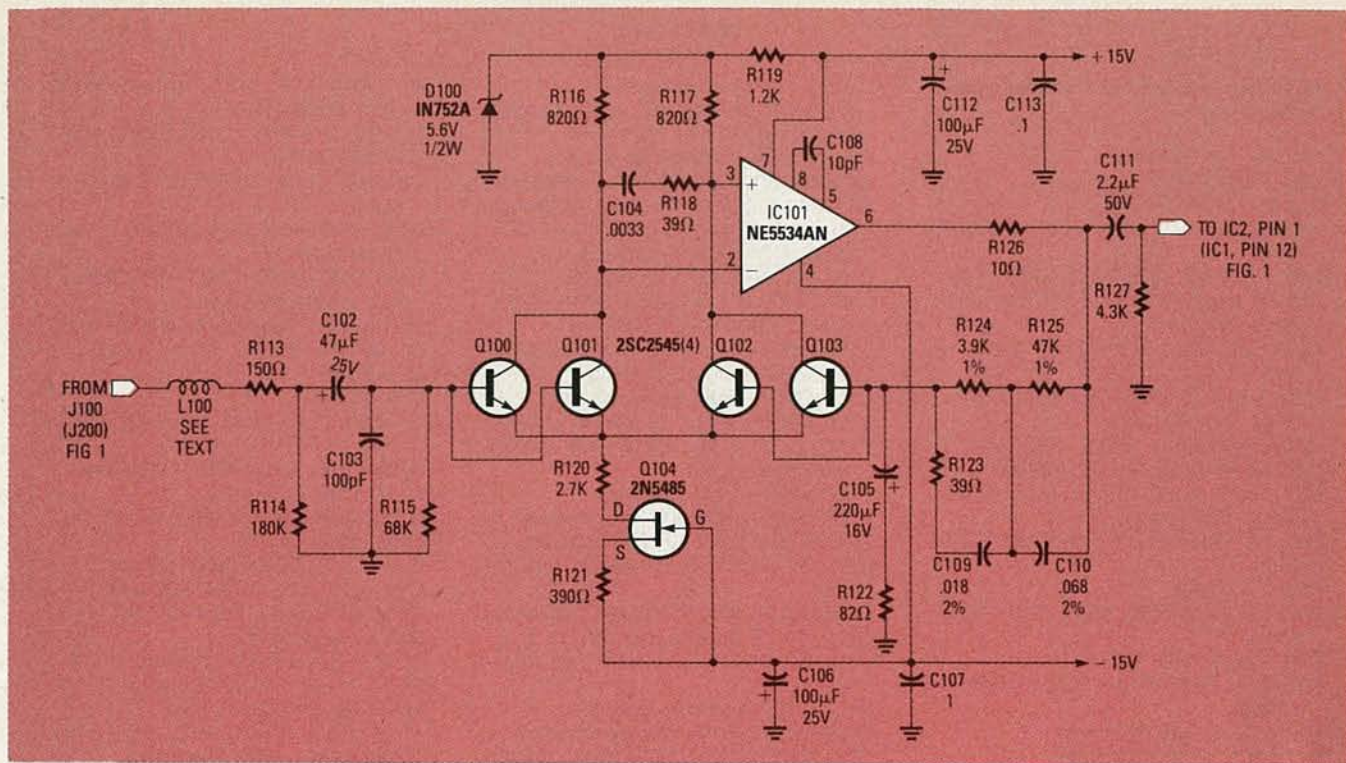 + 15V
R119
1.2K
D100
IN752A
5.6V
1/2W
R116
820Ω
R117
820Ω
C112
100µF
25V
C113
.1
C108
10pF
7
8
5
3
+
IC101
NE5534AN
6
2
−
4
C104
.0033
R118
39Ω
R126
10Ω
C111
2.2µF
50V
TO IC2, PIN 1
(IC1, PIN 12)
FIG. 1
R127
4.3K
FROM
J100
(J200)
FIG 1
L100
SEE
TEXT
R113
150Ω
C102
47µF
25V
+
C103
100pF
R114
180K
R115
68K
Q100
Q101
2SC2545(4)
Q102
Q103
R124
3.9K
1%
R125
47K
1%
R120
2.7K
Q104
2N5485
D
G
S
R121
390Ω
C105
220µF
16V
+
R122
82Ω
R123
39Ω
C109
.018
2%
C110
.068
2%
− 15V
C106
100µF
25V
+
C107
1